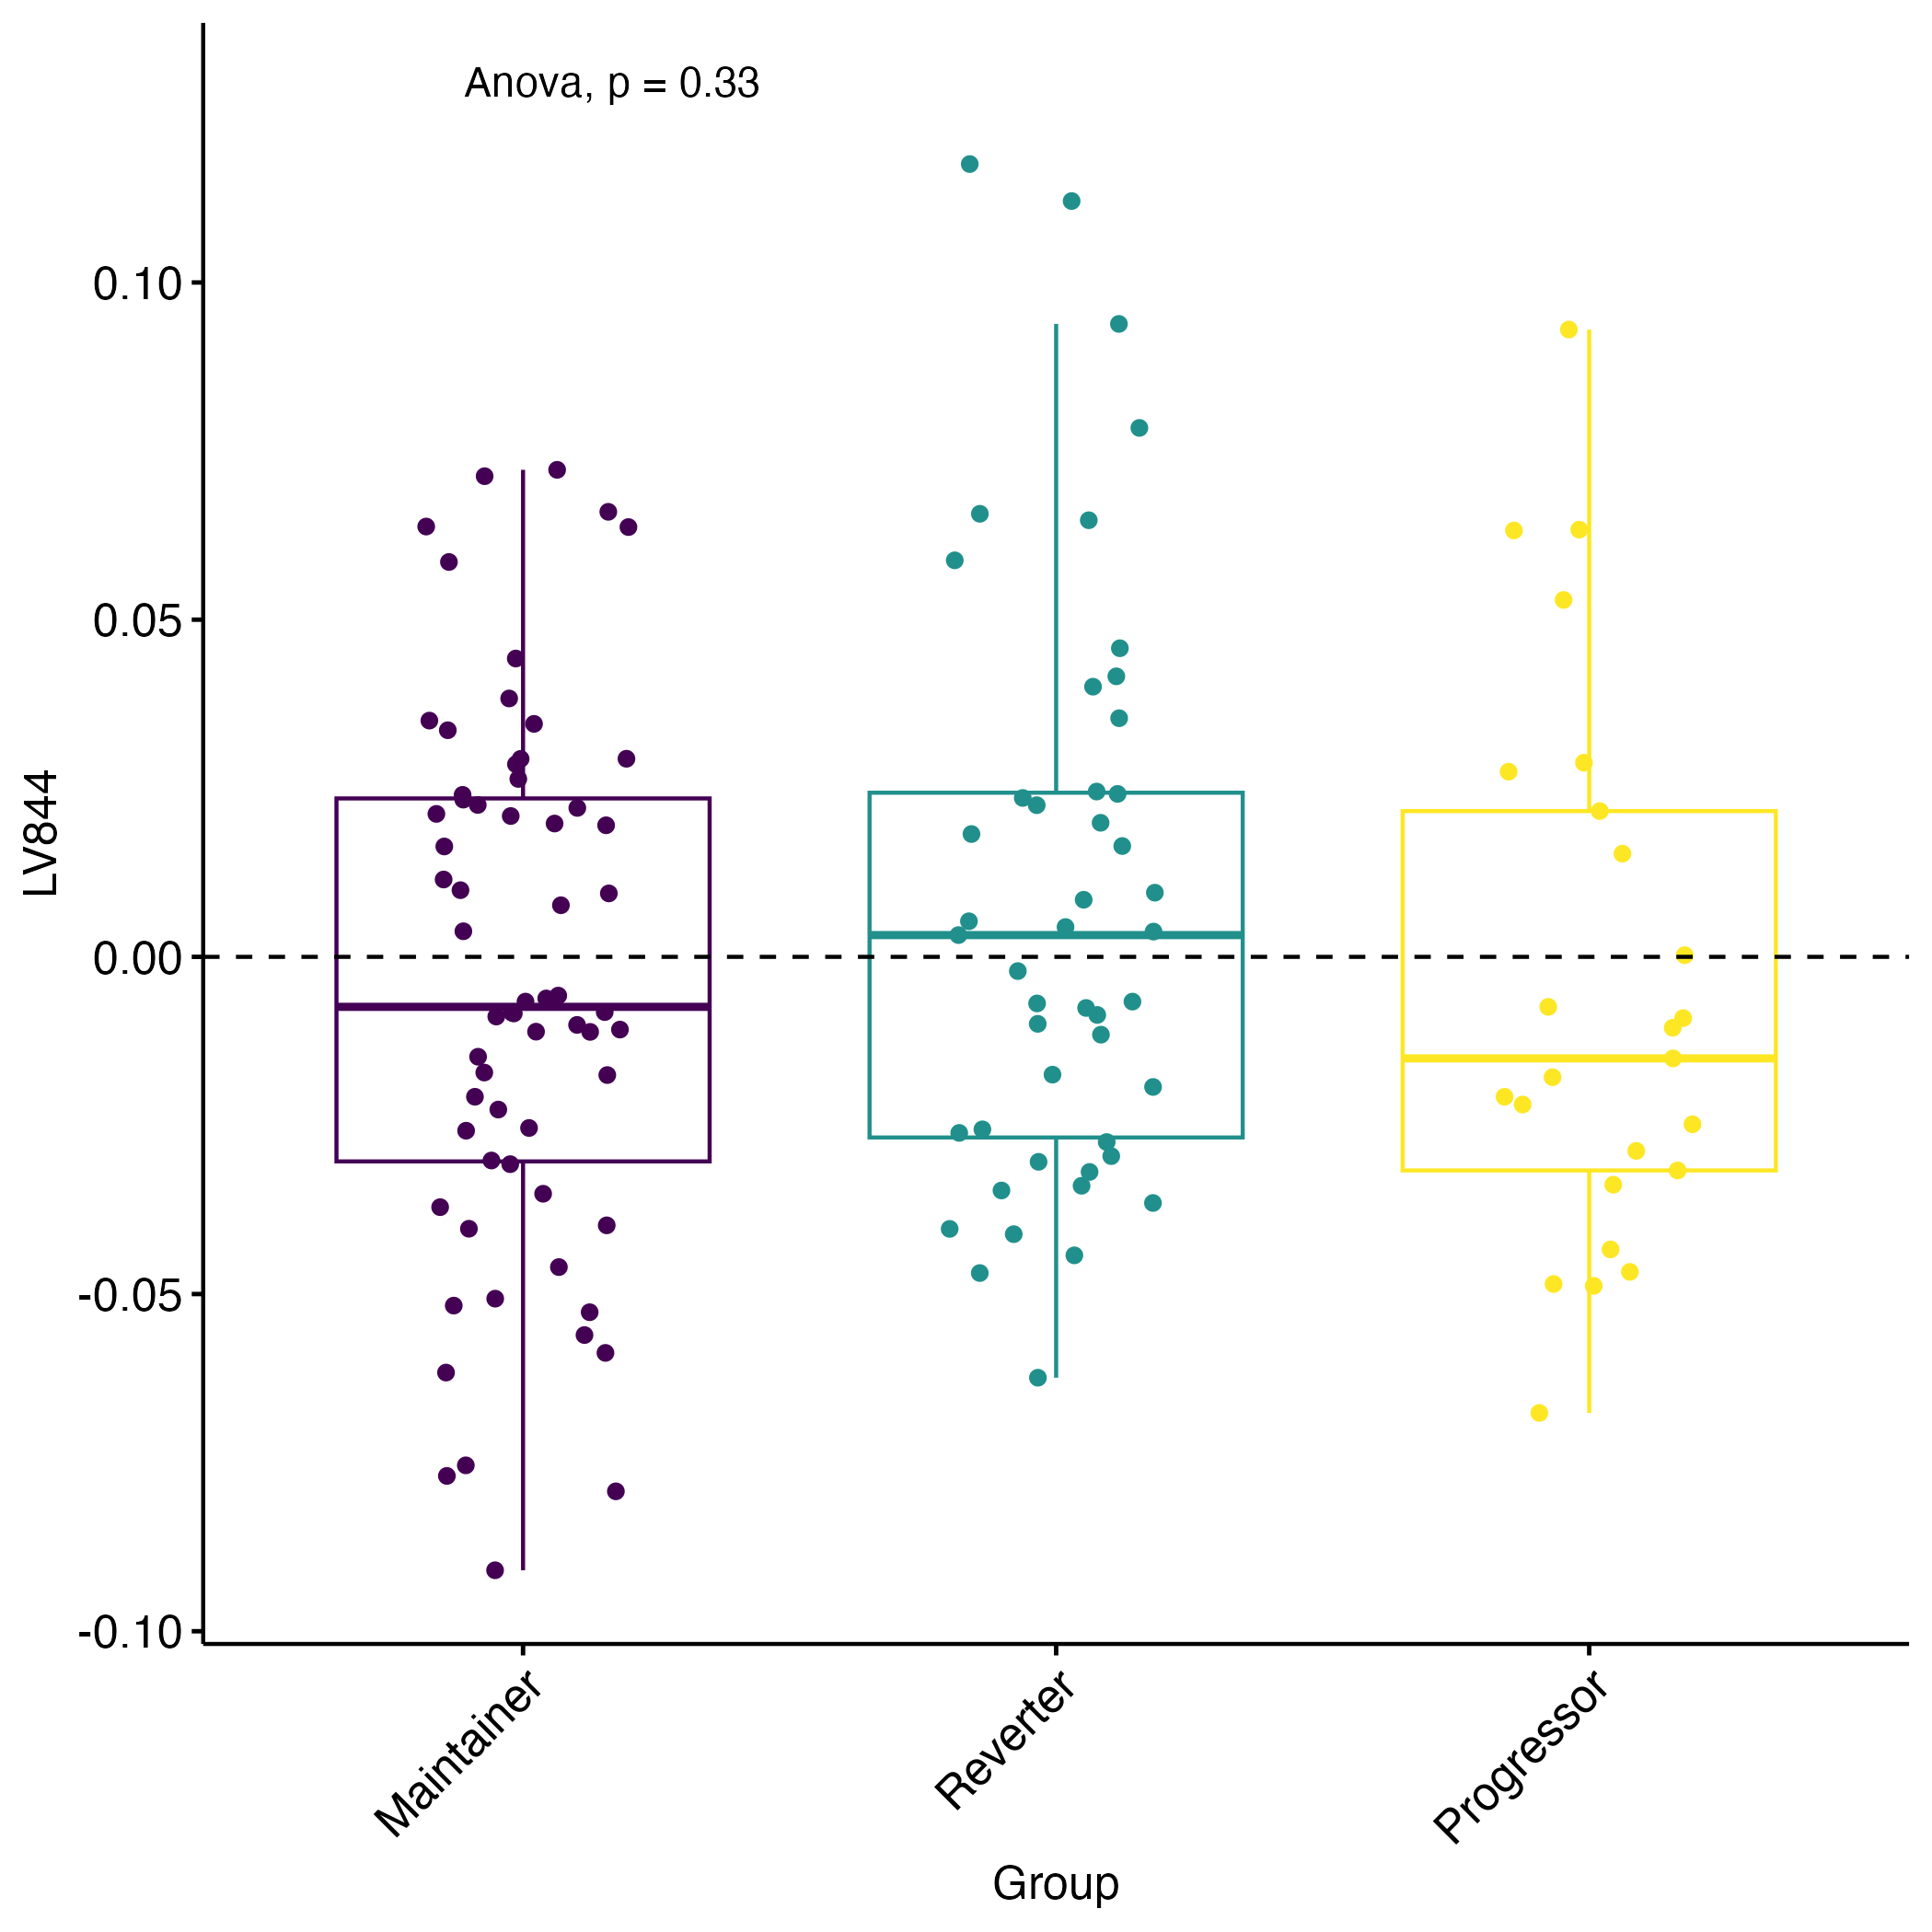 Anova, p = 0.33
0.10
0.05
0.00
-0.05
-0.10
LV844
Maintainer
Reverter
Progressor
Group